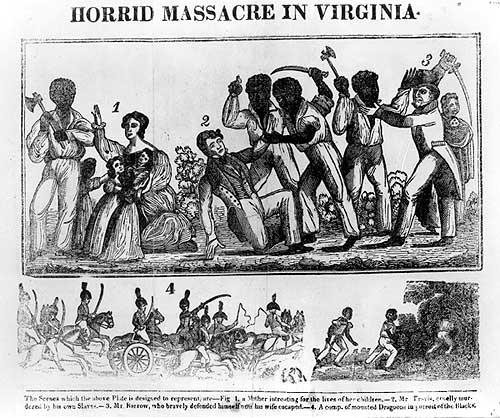 HORRID MASSACRE IN VIRGINIA.
1
2
3
4
The Scenes which the above Plate is designed to represent, are—Fig. 1, a Mother intreating for the lives of her children.—2. Mr. Travis, cruelly mur-
dered by his own Slaves.—3. Mr. Barrow, who bravely defended himself until his wife escaped.—4. A comp. of mounted Dragoons in pursuit of the Blacks.